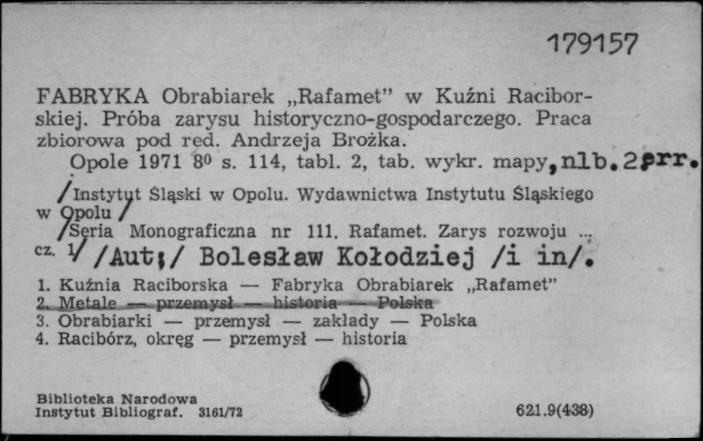 179157
FABRYKA Obrabiarek „Rafamet” w Kuźni Racibor-
skiej. Próba zarysu historyczno-gospodarczego. Praca
zbiorowa pod red. Andrzeja Brożka.
Opole 1971 8⁰ s. 114, tabl. 2, tab. wykr. mapy, nlb. 2 err.
/Instytut Śląski w Opolu. Wydawnictwa Instytutu Śląskiego
w Opolu/
/Seria Monograficzna nr 111. Rafamet. Zarys rozwoju ...
cz. 1/ /Aut:/ Bolesław Kołodziej /i in/.
1. Kuźnia Raciborska — Fabryka Obrabiarek „Rafamet”
2. Metale — przemysł — historia — Polska
3. Obrabiarki — przemysł — zakłady — Polska
4. Racibórz, okręg — przemysł — historia
Biblioteka Narodowa
Instytut Bibliograf. 3161/72 621.9(438)